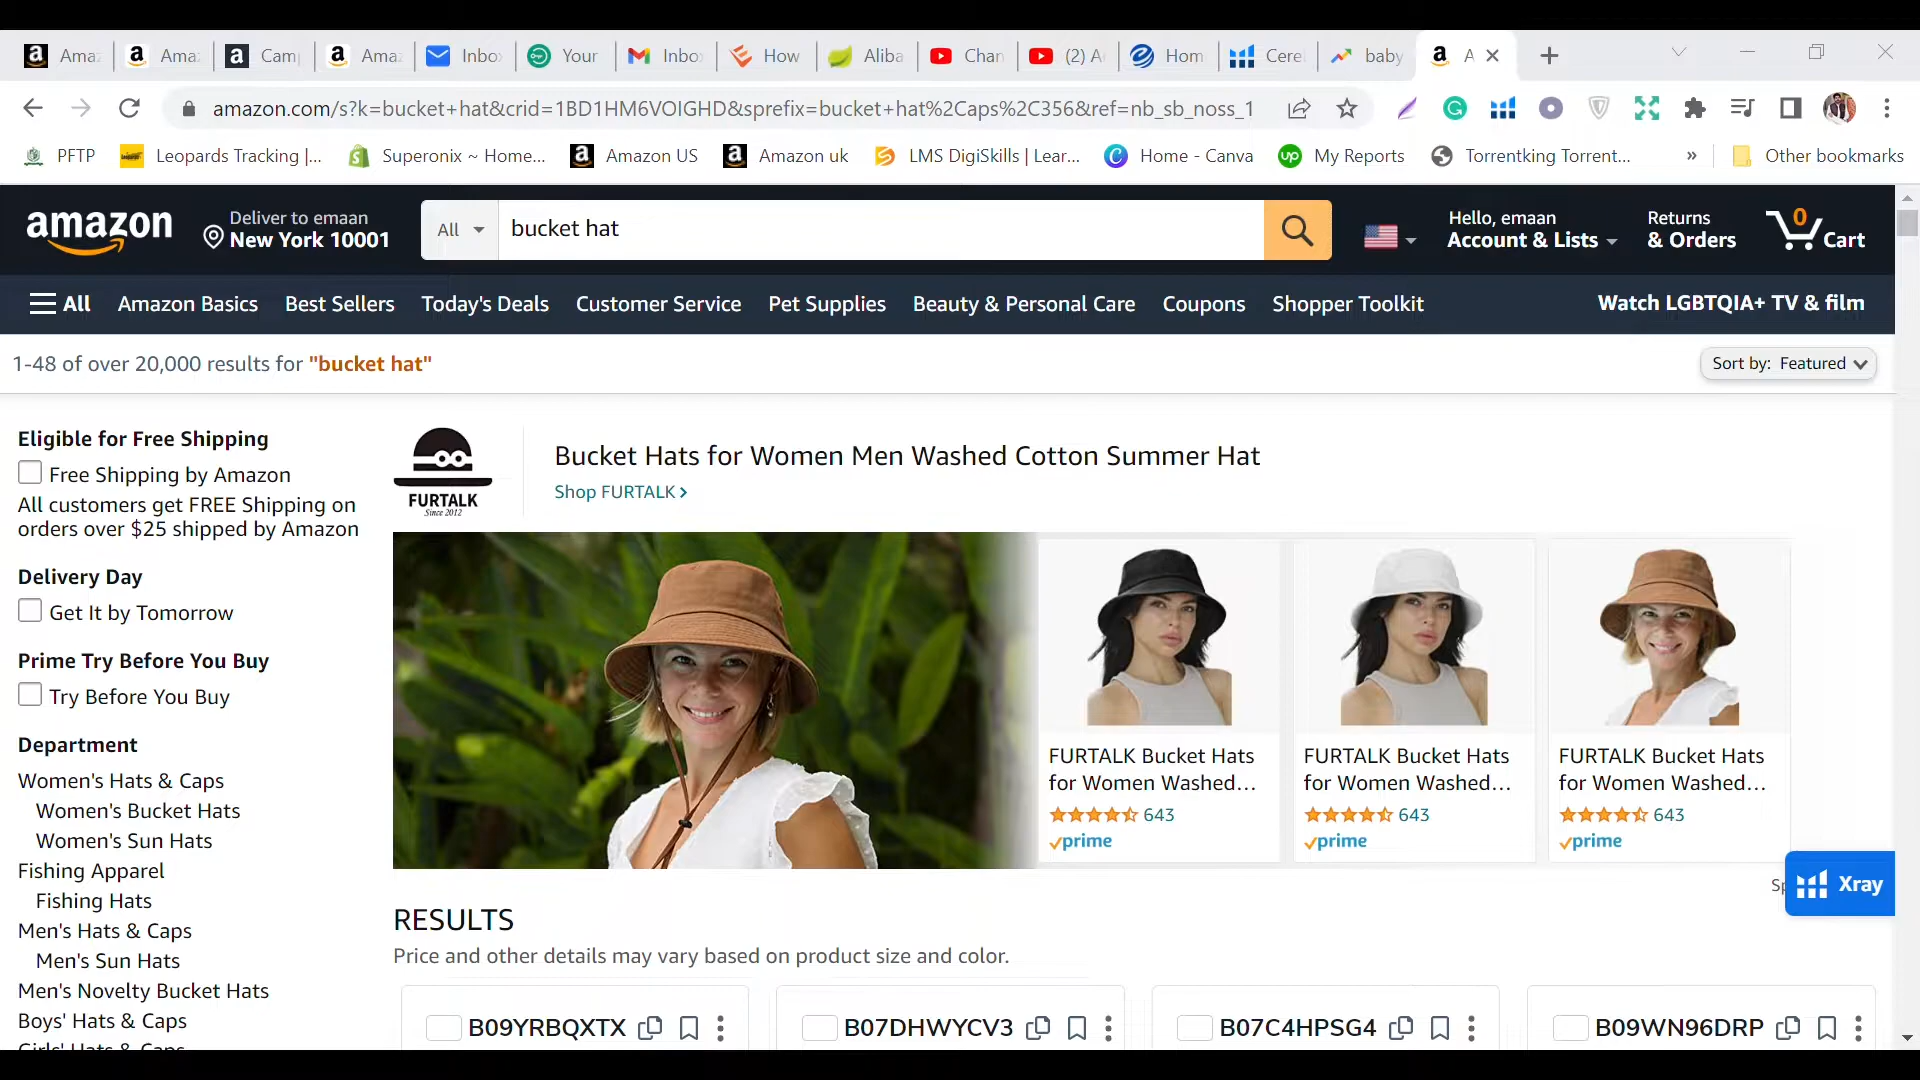 Amaz
Amaz
Cam
Amaz
Inbo
Your
Inbo
How
Aliba
Chan
(2) A
Hom
Cere
baby
A
amazon.com/s?k=bucket+hat&crid=1BD1HM6VOIGHD&sprefix=bucket+hat%2Caps%2C356&ref=nb_sb_noss_1
PFTP
Leopards Tracking |...
Superonix ~ Home...
Amazon US
Amazon uk
LMS DigiSkills | Lear...
Home - Canva
up My Reports
Torrentking Torrent...
»
Other bookmarks
amazon
Deliver to emaan
New York 10001
All
bucket hat
Hello, emaan
Account & Lists
Returns
& Orders
0
Cart
All
Amazon Basics
Best Sellers
Today's Deals
Customer Service
Pet Supplies
Beauty & Personal Care
Coupons
Shopper Toolkit
Watch LGBTQIA+ TV & film
1-48 of over 20,000 results for "bucket hat"
Sort by: Featured
Eligible for Free Shipping
Free Shipping by Amazon
All customers get FREE Shipping on
orders over $25 shipped by Amazon
Delivery Day
Get It by Tomorrow
Prime Try Before You Buy
Try Before You Buy
Department
Women's Hats & Caps
Women's Bucket Hats
Women's Sun Hats
Fishing Apparel
Fishing Hats
Men's Hats & Caps
Men's Sun Hats
Men's Novelty Bucket Hats
Boys' Hats & Caps
Girls' Hats & Caps
FURTALK
Since 2012
Bucket Hats for Women Men Washed Cotton Summer Hat
Shop FURTALK ›
FURTALK Bucket Hats
for Women Washed...
643
prime
FURTALK Bucket Hats
for Women Washed...
643
prime
FURTALK Bucket Hats
for Women Washed...
643
prime
Sp
Xray
RESULTS
Price and other details may vary based on product size and color.
B09YRBQXTX
B07DHWYCV3
B07C4HPSG4
B09WN96DRP